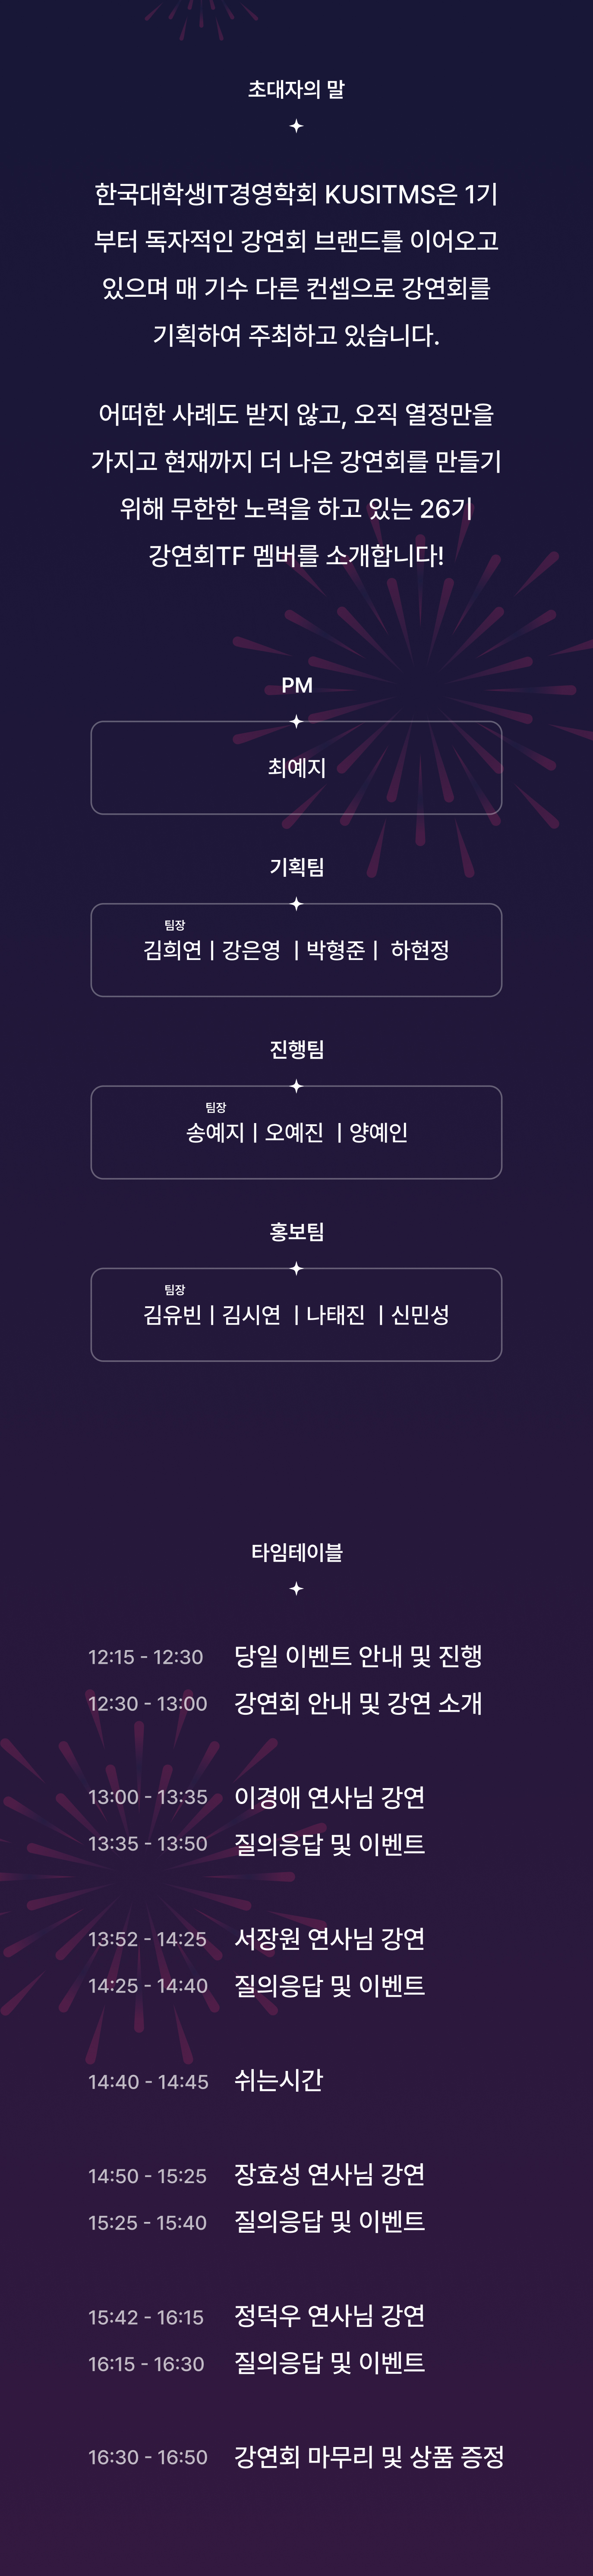 초대자의 말
한국대학생IT경영학회 KUSITMS은 1기
부터 독자적인 강연회 브랜드를 이어오고
있으며 매 기수 다른 컨셉으로 강연회를
기획하여 주최하고 있습니다.
어떠한 사례도 받지 않고, 오직 열정만을
가지고 현재까지 더 나은 강연회를 만들기
위해 무한한 노력을 하고 있는 26기
강연회TF 멤버를 소개합니다!
PM
최예지
기획팀
팀장
김희연 | 강은영 | 박형준 | 하현정
진행팀
팀장
송예지 | 오예진 | 양예인
홍보팀
팀장
김유빈 | 김시연 | 나태진 | 신민성
타임테이블
12:15 - 12:30 당일 이벤트 안내 및 진행
12:30 - 13:00 강연회 안내 및 강연 소개
13:00 - 13:35 이경애 연사님 강연
13:35 - 13:50 질의응답 및 이벤트
13:52 - 14:25 서장원 연사님 강연
14:25 - 14:40 질의응답 및 이벤트
14:40 - 14:45 쉬는시간
14:50 - 15:25 장효성 연사님 강연
15:25 - 15:40 질의응답 및 이벤트
15:42 - 16:15 정덕우 연사님 강연
16:15 - 16:30 질의응답 및 이벤트
16:30 - 16:50 강연회 마무리 및 상품 증정